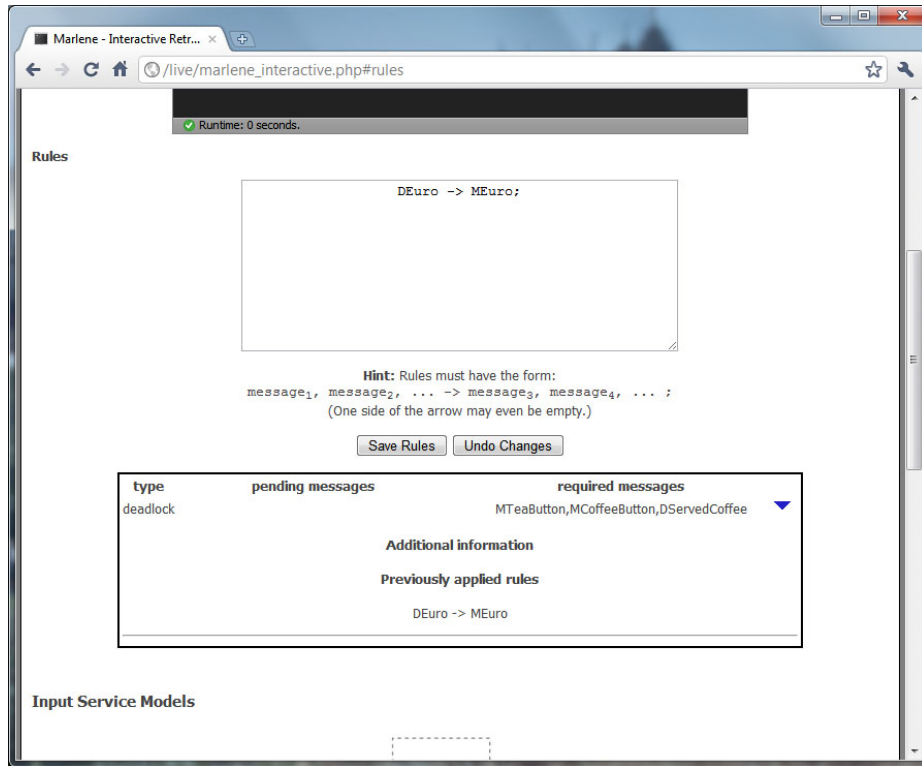 Marlene - Interactive Retr...
/live/marlene_interactive.php#rules
Runtime: 0 seconds.
Rules
DEuro -> MEuro;
Hint: Rules must have the form:
message1, message2, ... -> message3, message4, ... ;
(One side of the arrow may even be empty.)
Save Rules Undo Changes
type pending messages required messages
deadlock MTeaButton,MCoffeeButton,DServedCoffee
Additional information
Previously applied rules
DEuro -> MEuro
Input Service Models